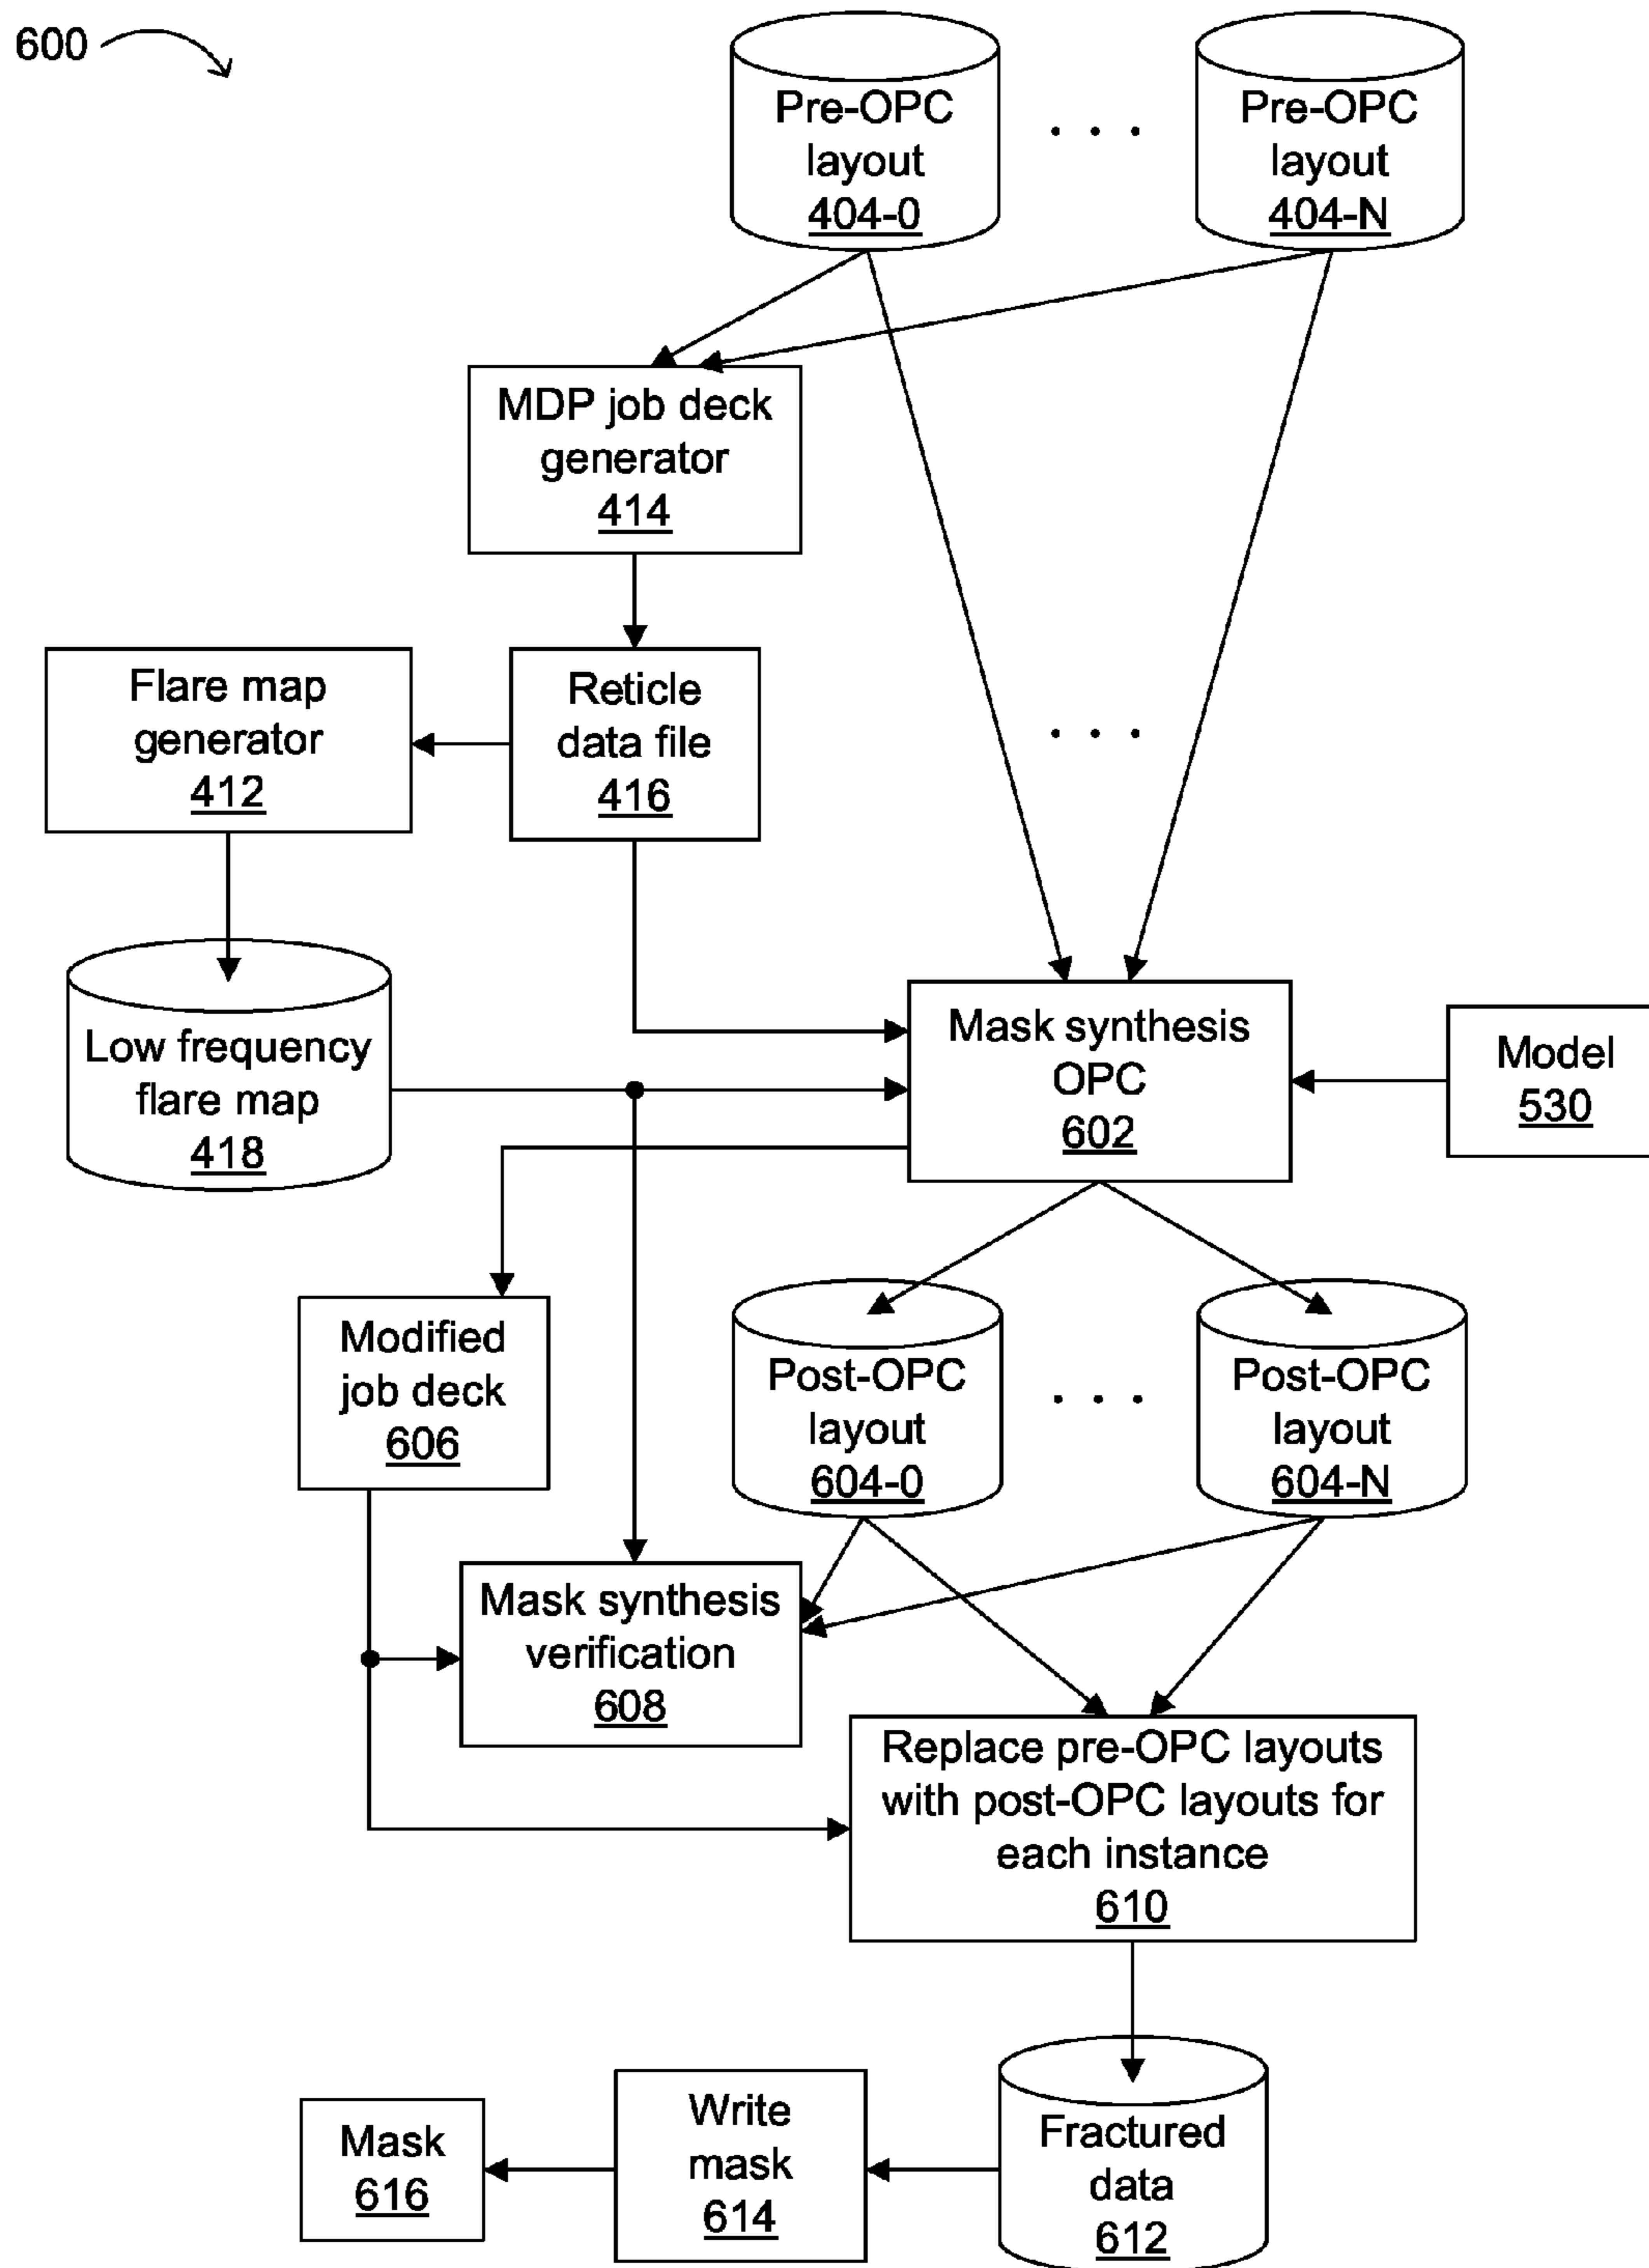 600
Pre-OPC
layout
404-0
. . .
Pre-OPC
layout
404-N
MDP job deck
generator
414
Flare map
generator
412
Reticle
data file
416
. . .
Low frequency
flare map
418
Mask synthesis
OPC
602
Model
530
Modified
job deck
606
Post-OPC
layout
604-0
. . .
Post-OPC
layout
604-N
Mask synthesis
verification
608
Replace pre-OPC layouts
with post-OPC layouts for
each instance
610
Mask
616
Write
mask
614
Fractured
data
612